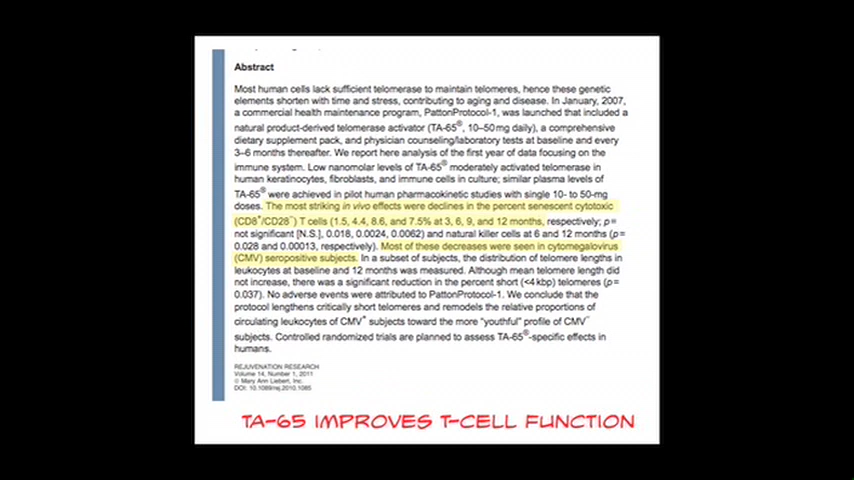 Abstract
Most human cells lack sufficient telomerase to maintain telomeres, hence these genetic
elements shorten with time and stress, contributing to aging and disease. In January, 2007,
a commercial health maintenance program, PattonProtocol-1, was launched that included a
natural product-derived telomerase activator (TA-65®, 10–50 mg daily), a comprehensive
dietary supplement pack, and physician counseling/laboratory tests at baseline and every
3–6 months thereafter. We report here analysis of the first year of data focusing on the
immune system. Low nanomolar levels of TA-65® moderately activated telomerase in
human keratinocytes, fibroblasts, and immune cells in culture; similar plasma levels of
TA-65® were achieved in pilot human pharmacokinetic studies with single 10- to 50-mg
doses. The most striking in vivo effects were declines in the percent senescent cytotoxic
(CD8⁺/CD28⁻) T cells (1.5, 4.4, 8.6, and 7.5% at 3, 6, 9, and 12 months, respectively; p=
not significant [N.S.], 0.018, 0.0024, 0.0062) and natural killer cells at 6 and 12 months (p=
0.028 and 0.00013, respectively). Most of these decreases were seen in cytomegalovirus
(CMV) seropositive subjects. In a subset of subjects, the distribution of telomere lengths in
leukocytes at baseline and 12 months was measured. Although mean telomere length did
not increase, there was a significant reduction in the percent short (<4 kbp) telomeres (p=
0.037). No adverse events were attributed to PattonProtocol-1. We conclude that the
protocol lengthens critically short telomeres and remodels the relative proportions of
circulating leukocytes of CMV⁺ subjects toward the more "youthful" profile of CMV⁻
subjects. Controlled randomized trials are planned to assess TA-65®-specific effects in
humans.
REJUVENATION RESEARCH
Volume 14, Number 1, 2011
© Mary Ann Liebert, Inc.
DOI: 10.1089/rej.2010.1085
TA-65 IMPROVES T-CELL FUNCTION